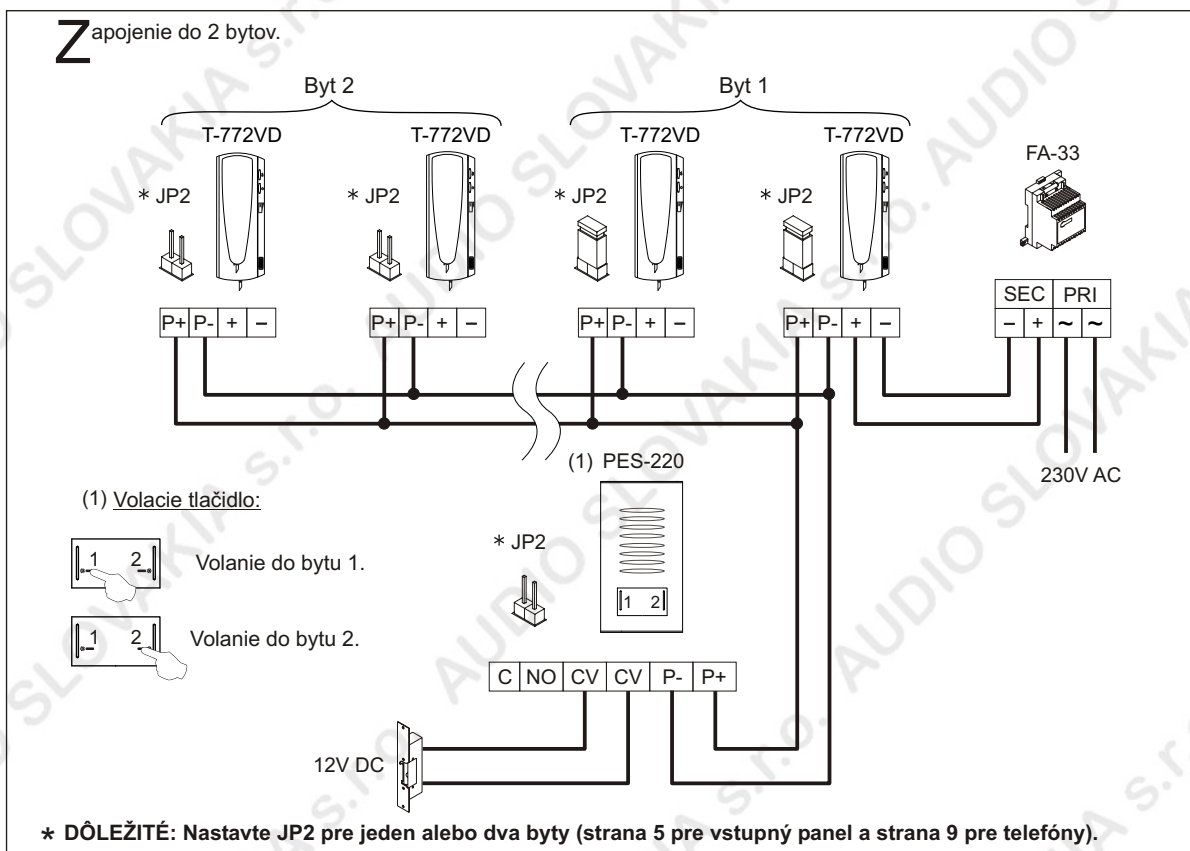 Zapojenie do 2 bytov.
Byt 2
Byt 1
T-772VD
T-772VD
T-772VD
T-772VD
FA-33
* JP2
* JP2
* JP2
* JP2
SEC PRI
P+ P- + –
P+ P- + –
P+ P- + –
P+ P- + –
– + ~ ~
230V AC
(1) PES-220
(1) Volacie tlačidlo:
* JP2
1 2
Volanie do bytu 1.
1 2
1 2
Volanie do bytu 2.
C NO CV CV P- P+
12V DC
* DÔLEŽITÉ: Nastavte JP2 pre jeden alebo dva byty (strana 5 pre vstupný panel a strana 9 pre telefóny).
AUDIO SLOVAKIA s.r.o.